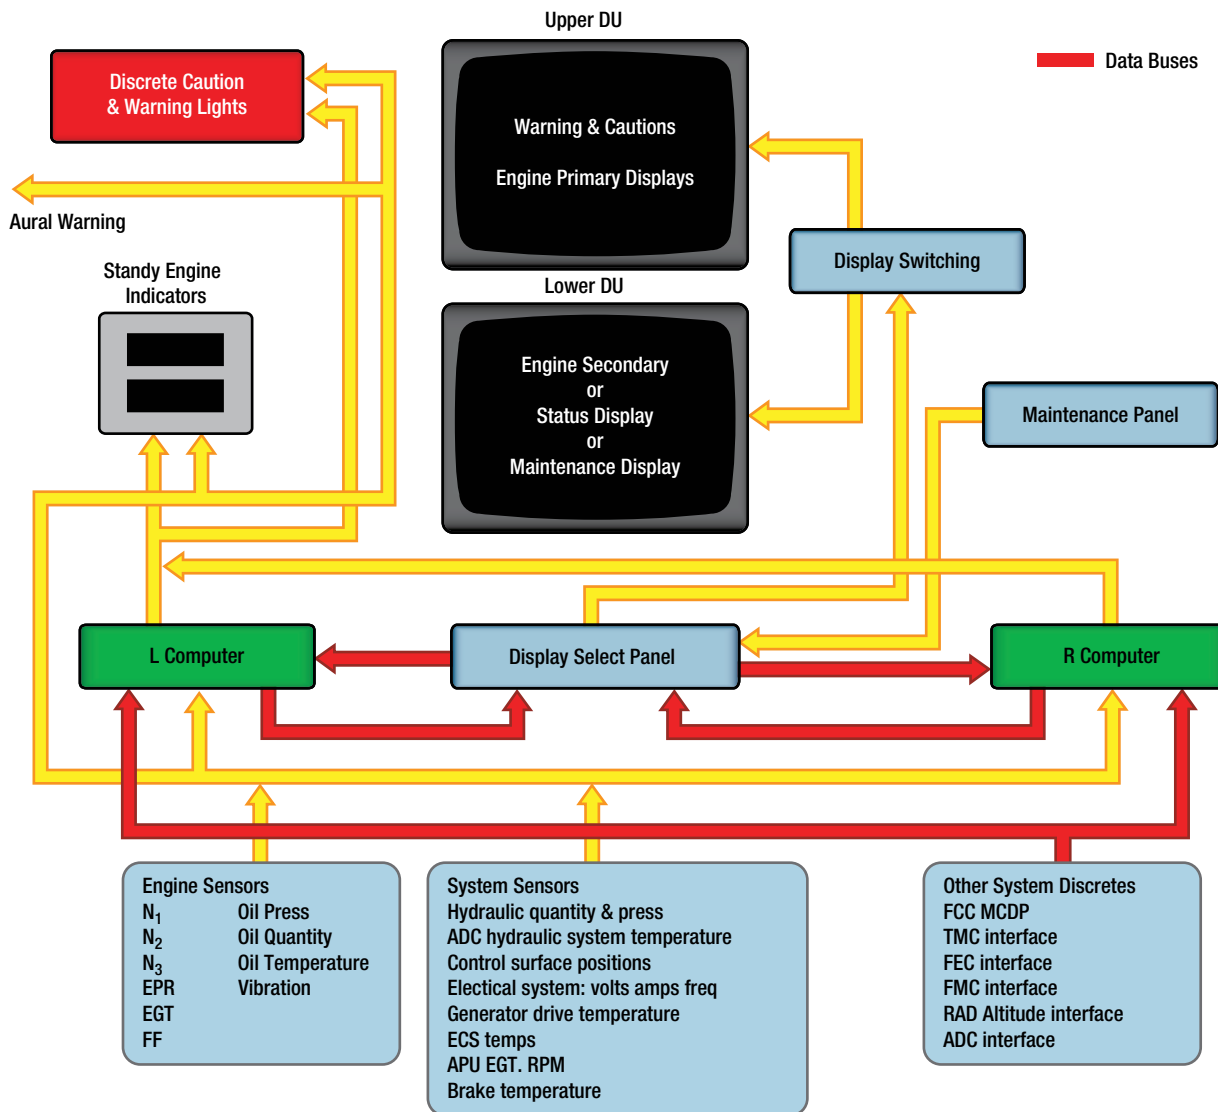 Upper DU
Data Buses
Discrete Caution
& Warning Lights
Warning & Cautions
Engine Primary Displays
Aural Warning
Display Switching
Standy Engine
Indicators
Lower DU
Engine Secondary
or
Status Display
or
Maintenance Display
Maintenance Panel
L Computer
Display Select Panel
R Computer
Engine Sensors
N1 Oil Press
N2 Oil Quantity
N3 Oil Temperature
EPR Vibration
EGT
FF
System Sensors
Hydraulic quantity & press
ADC hydraulic system temperature
Control surface positions
Electical system: volts amps freq
Generator drive temperature
ECS temps
APU EGT. RPM
Brake temperature
Other System Discretes
FCC MCDP
TMC interface
FEC interface
FMC interface
RAD Altitude interface
ADC interface